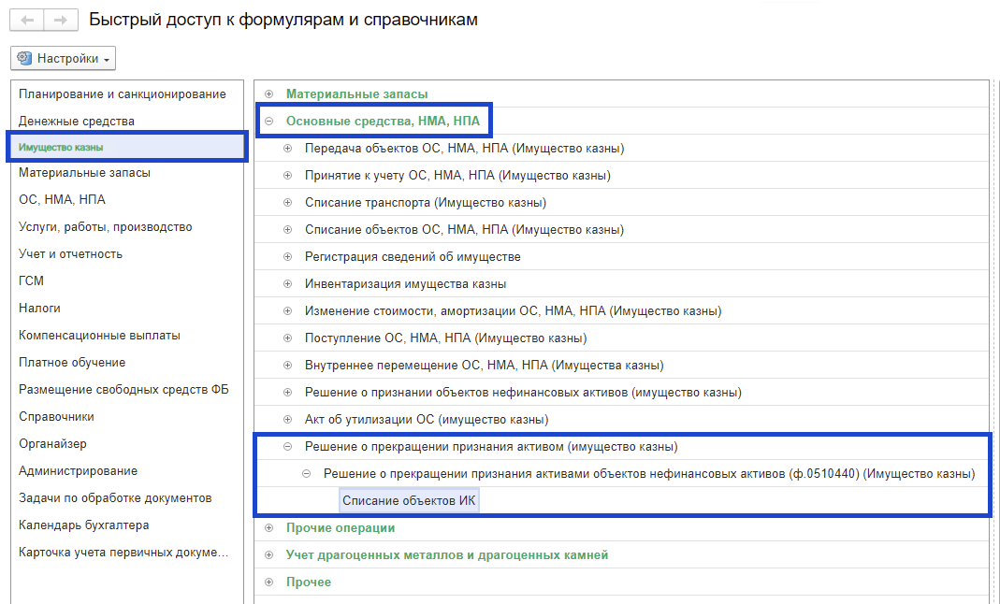 Быстрый доступ к формулярам и справочникам
Настройки
Планирование и санкционирование
Денежные средства
Имущество казны
Материальные запасы
ОС, НМА, НПА
Услуги, работы, производство
Учет и отчетность
ГСМ
Налоги
Компенсационные выплаты
Платное обучение
Размещение свободных средств ФБ
Справочники
Органайзер
Администрирование
Задачи по обработке документов
Календарь бухгалтера
Карточка учета первичных докуме...
Материальные запасы
Основные средства, НМА, НПА
Передача объектов ОС, НМА, НПА (Имущество казны)
Принятие к учету ОС, НМА, НПА (Имущество казны)
Списание транспорта (Имущество казны)
Списание объектов ОС, НМА, НПА (Имущество казны)
Регистрация сведений об имуществе
Инвентаризация имущества казны
Изменение стоимости, амортизации ОС, НМА, НПА (Имущество казны)
Поступление ОС, НМА, НПА (Имущество казны)
Внутреннее перемещение ОС, НМА, НПА (Имущества казны)
Решение о признании объектов нефинансовых активов (имущество казны)
Акт об утилизации ОС (имущество казны)
Решение о прекращении признания активом (имущество казны)
Решение о прекращении признания активами объектов нефинансовых активов (ф.0510440) (Имущество казны)
Списание объектов ИК
Прочие операции
Учет драгоценных металлов и драгоценных камней
Прочее